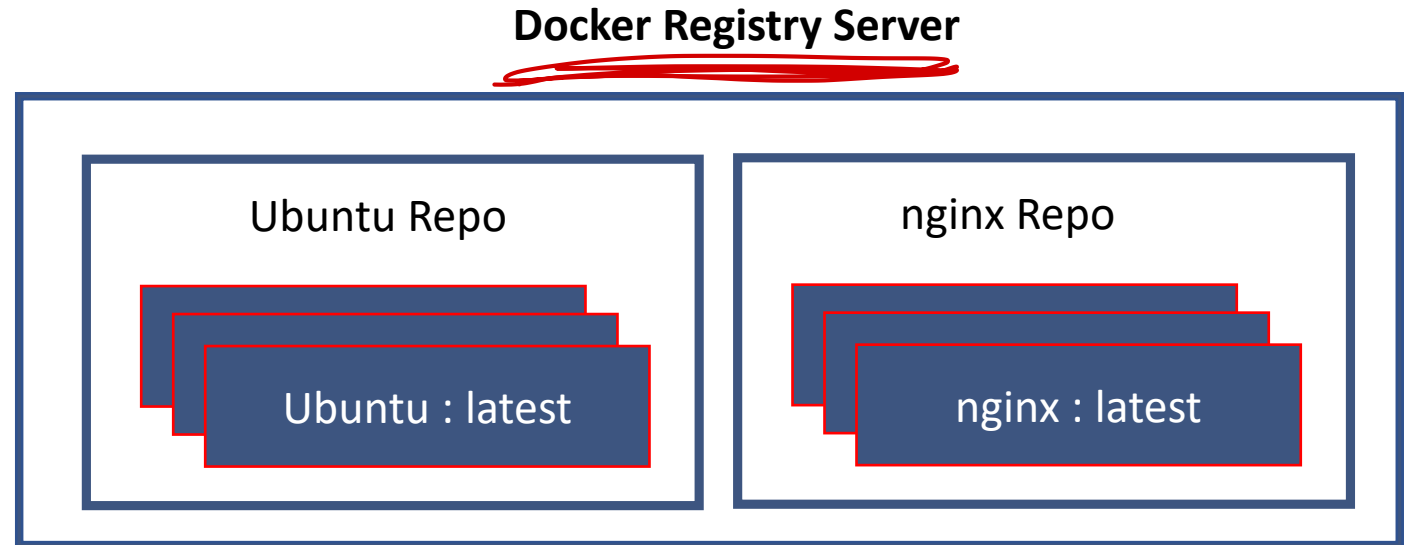 Docker Registry Server
Ubuntu Repo
nginx Repo
Ubuntu : latest
nginx : latest